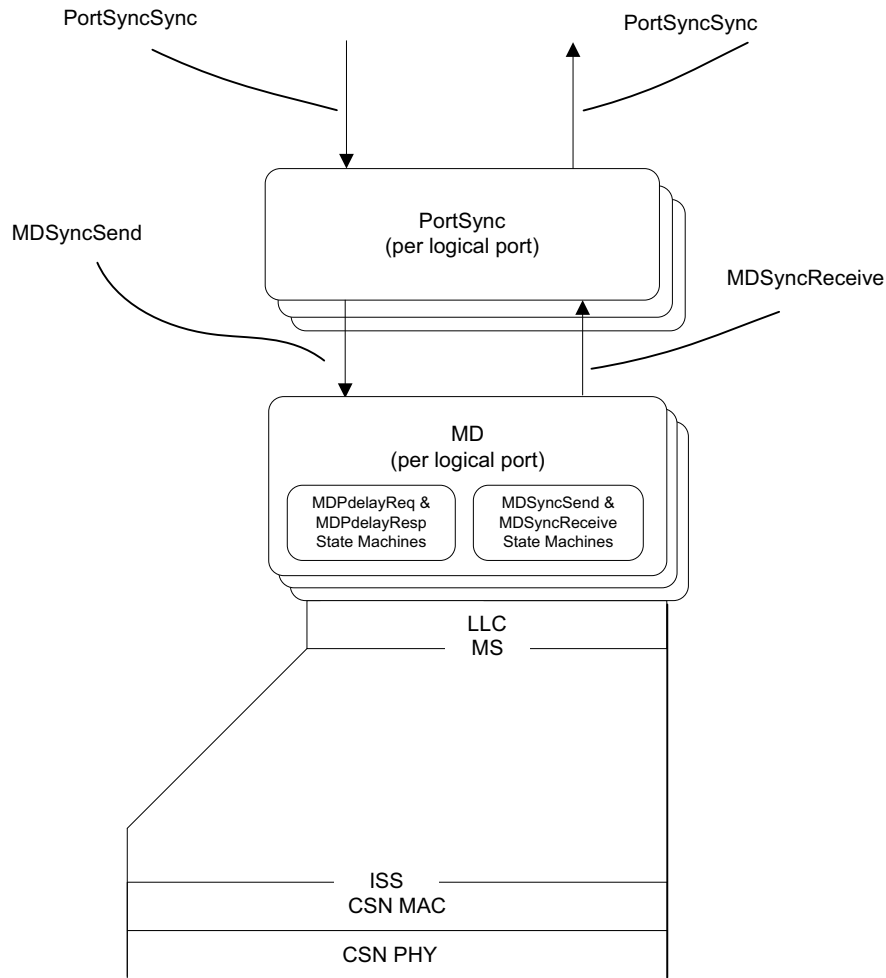 PortSyncSync
PortSyncSync
PortSync
(per logical port)
MDSyncSend
MDSyncReceive
MD
(per logical port)
MDPdelayReq &
MDPdelayResp
State Machines
MDSyncSend &
MDSyncReceive
State Machines
LLC
MS
ISS
CSN MAC
CSN PHY